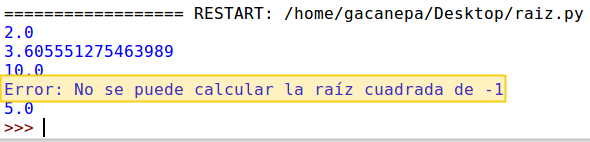 ================== RESTART: /home/gacanepa/Desktop/raiz.py
2.0
3.605551275463989
10.0
Error: No se puede calcular la raíz cuadrada de -1
5.0
>>>